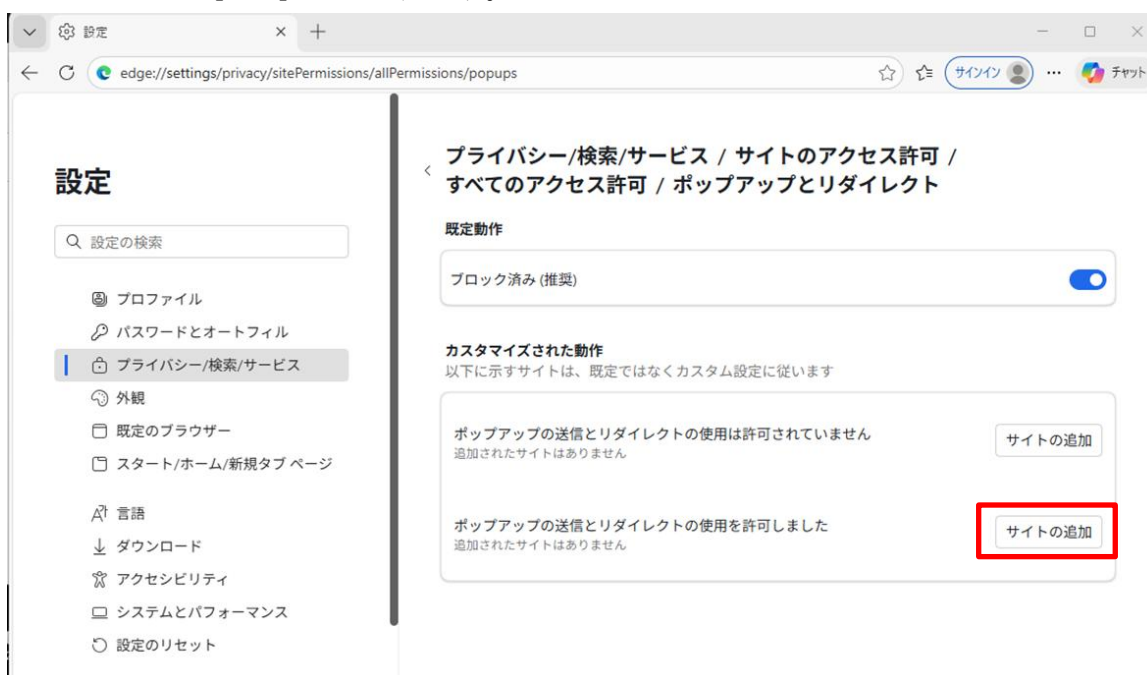 設定
edge://settings/privacy/sitePermissions/allPermissions/popups
サインイン
チャット
設定
設定の検索
プロファイル
パスワードとオートフィル
プライバシー/検索/サービス
外観
既定のブラウザー
スタート/ホーム/新規タブ ページ
言語
ダウンロード
アクセシビリティ
システムとパフォーマンス
設定のリセット
プライバシー/検索/サービス / サイトのアクセス許可 /
すべてのアクセス許可 / ポップアップとリダイレクト
既定動作
ブロック済み (推奨)
カスタマイズされた動作
以下に示すサイトは、既定ではなくカスタム設定に従います
ポップアップの送信とリダイレクトの使用は許可されていません
追加されたサイトはありません
サイトの追加
ポップアップの送信とリダイレクトの使用を許可しました
追加されたサイトはありません
サイトの追加